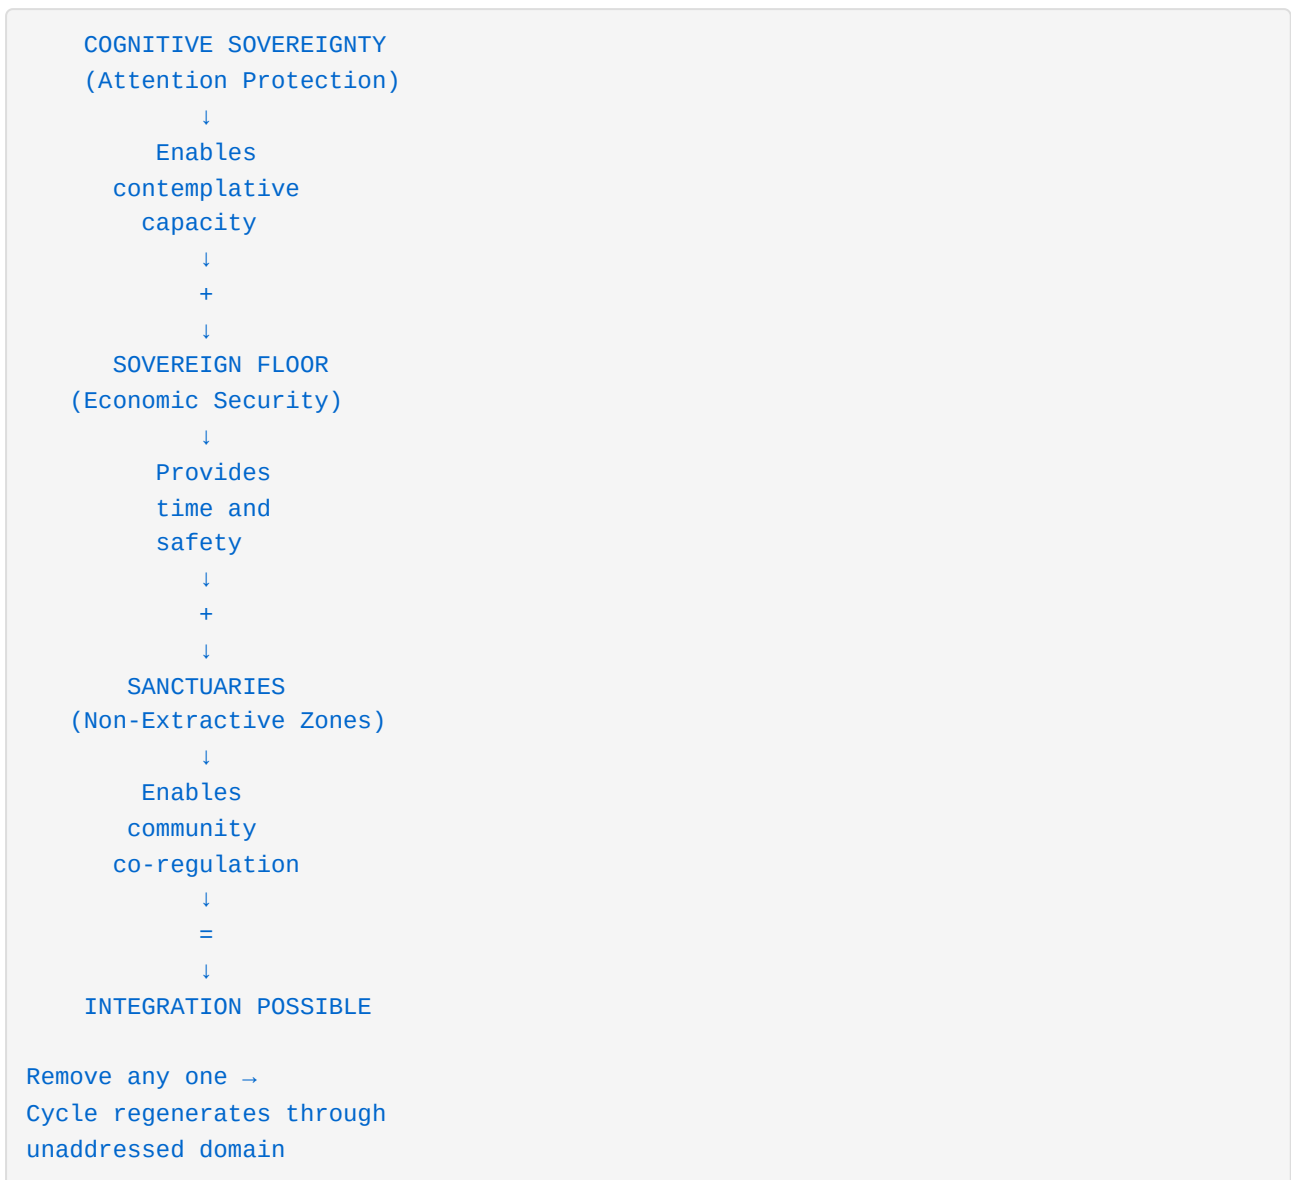 COGNITIVE SOVEREIGNTY
(Attention Protection)
↓
Enables
contemplative
capacity
↓
+
↓
SOVEREIGN FLOOR
(Economic Security)
↓
Provides
time and
safety
↓
+
↓
SANCTUARIES
(Non-Extractive Zones)
↓
Enables
community
co-regulation
↓
=
↓
INTEGRATION POSSIBLE
Remove any one →
Cycle regenerates through
unaddressed domain